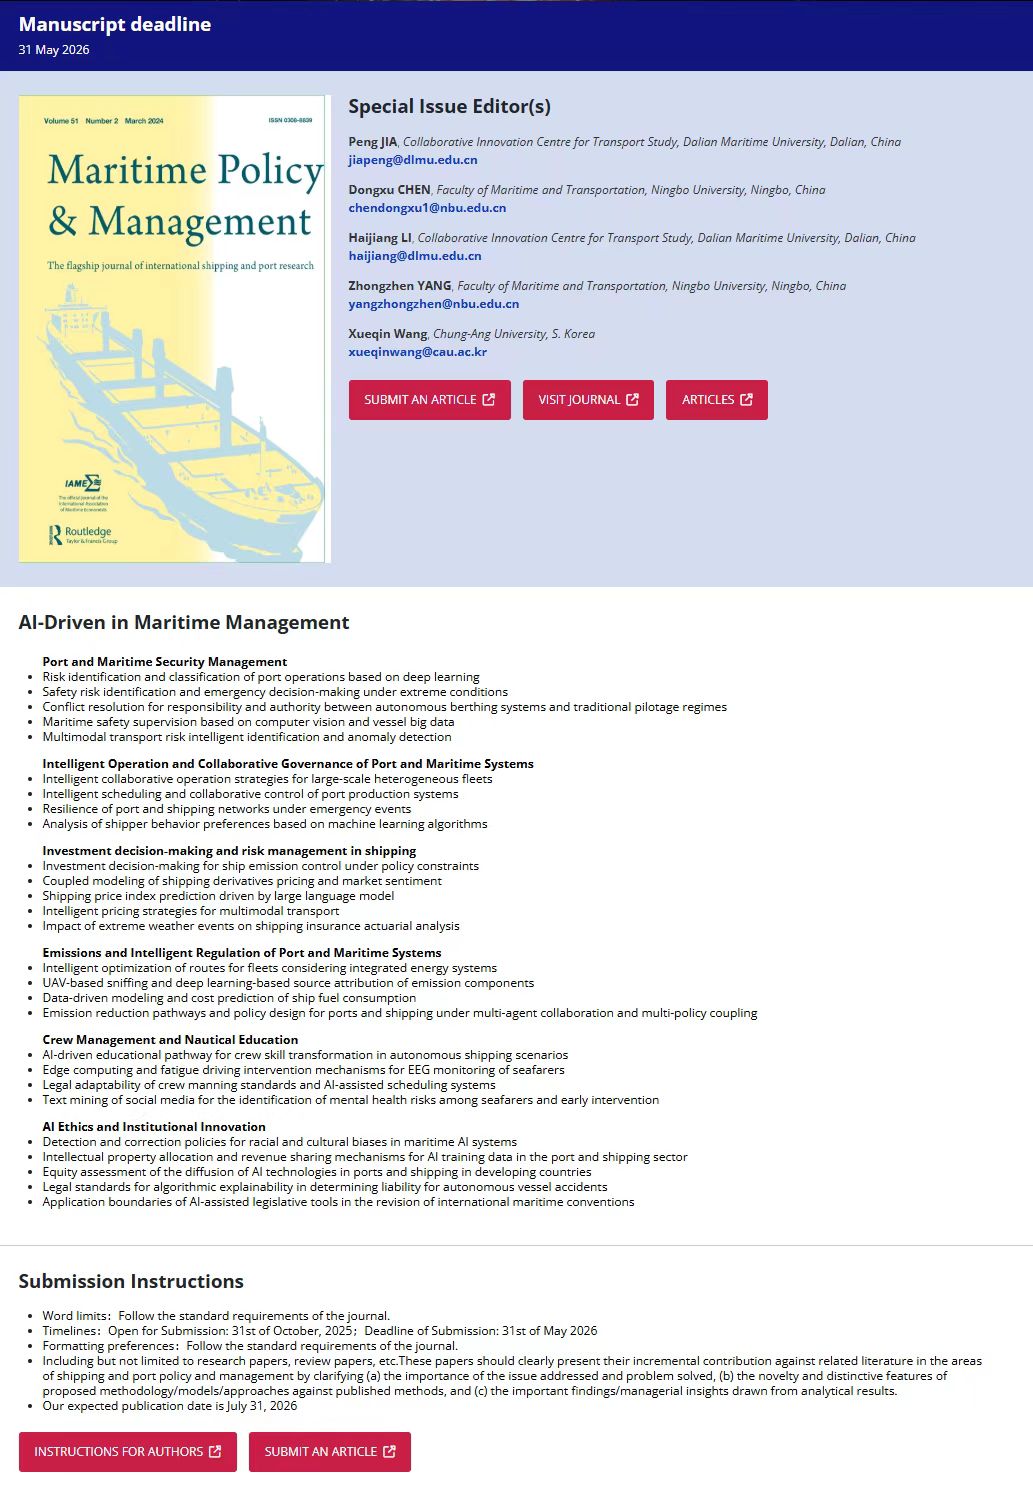 Manuscript deadline
31 May 2026
Volume 51 Number 2 March 2024
ISSN 0308-8839
Maritime Policy
& Management
The flagship journal of international shipping and port research
IAME
The official journal of the
International Association
of Maritime Economists
Routledge
Taylor & Francis Group
Special Issue Editor(s)
Peng JIA, Collaborative Innovation Centre for Transport Study, Dalian Maritime University, Dalian, China
jiapeng@dlmu.edu.cn
Dongxu CHEN, Faculty of Maritime and Transportation, Ningbo University, Ningbo, China
chendongxu1@nbu.edu.cn
Haijiang LI, Collaborative Innovation Centre for Transport Study, Dalian Maritime University, Dalian, China
haijiang@dlmu.edu.cn
Zhongzhen YANG, Faculty of Maritime and Transportation, Ningbo University, Ningbo, China
yangzhongzhen@nbu.edu.cn
Xueqin Wang, Chung-Ang University, S. Korea
xueqinwang@cau.ac.kr
SUBMIT AN ARTICLE
VISIT JOURNAL
ARTICLES
AI-Driven in Maritime Management
Port and Maritime Security Management
• Risk identification and classification of port operations based on deep learning
• Safety risk identification and emergency decision-making under extreme conditions
• Conflict resolution for responsibility and authority between autonomous berthing systems and traditional pilotage regimes
• Maritime safety supervision based on computer vision and vessel big data
• Multimodal transport risk intelligent identification and anomaly detection
Intelligent Operation and Collaborative Governance of Port and Maritime Systems
• Intelligent collaborative operation strategies for large-scale heterogeneous fleets
• Intelligent scheduling and collaborative control of port production systems
• Resilience of port and shipping networks under emergency events
• Analysis of shipper behavior preferences based on machine learning algorithms
Investment decision-making and risk management in shipping
• Investment decision-making for ship emission control under policy constraints
• Coupled modeling of shipping derivatives pricing and market sentiment
• Shipping price index prediction driven by large language model
• Intelligent pricing strategies for multimodal transport
• Impact of extreme weather events on shipping insurance actuarial analysis
Emissions and Intelligent Regulation of Port and Maritime Systems
• Intelligent optimization of routes for fleets considering integrated energy systems
• UAV-based sniffing and deep learning-based source attribution of emission components
• Data-driven modeling and cost prediction of ship fuel consumption
• Emission reduction pathways and policy design for ports and shipping under multi-agent collaboration and multi-policy coupling
Crew Management and Nautical Education
• AI-driven educational pathway for crew skill transformation in autonomous shipping scenarios
• Edge computing and fatigue driving intervention mechanisms for EEG monitoring of seafarers
• Legal adaptability of crew manning standards and AI-assisted scheduling systems
• Text mining of social media for the identification of mental health risks among seafarers and early intervention
AI Ethics and Institutional Innovation
• Detection and correction policies for racial and cultural biases in maritime AI systems
• Intellectual property allocation and revenue sharing mechanisms for AI training data in the port and shipping sector
• Equity assessment of the diffusion of AI technologies in ports and shipping in developing countries
• Legal standards for algorithmic explainability in determining liability for autonomous vessel accidents
• Application boundaries of AI-assisted legislative tools in the revision of international maritime conventions
Submission Instructions
• Word limits：Follow the standard requirements of the journal.
• Timelines：Open for Submission: 31st of October, 2025；Deadline of Submission: 31st of May 2026
• Formatting preferences：Follow the standard requirements of the journal.
• Including but not limited to research papers, review papers, etc.These papers should clearly present their incremental contribution against related literature in the areas
of shipping and port policy and management by clarifying (a) the importance of the issue addressed and problem solved, (b) the novelty and distinctive features of
proposed methodology/models/approaches against published methods, and (c) the important findings/managerial insights drawn from analytical results.
• Our expected publication date is July 31, 2026
INSTRUCTIONS FOR AUTHORS
SUBMIT AN ARTICLE